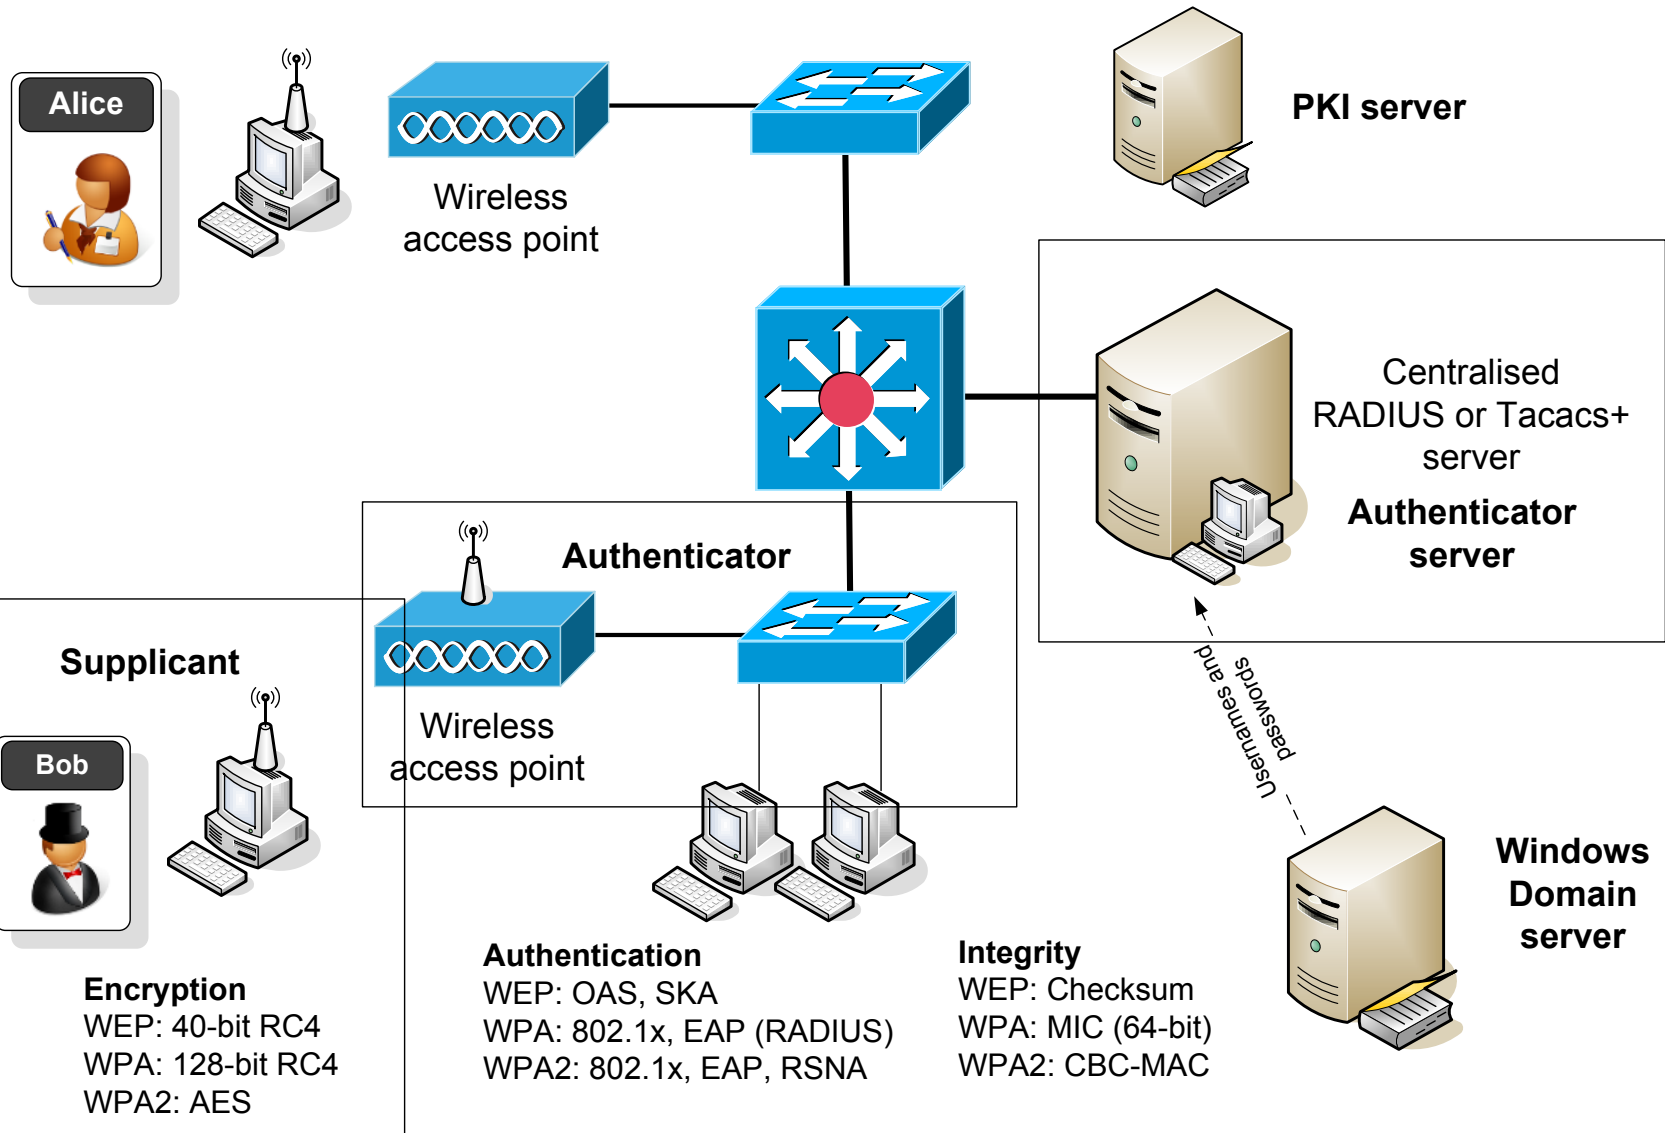 Alice
Wireless
access point
PKI server
Centralised
RADIUS or Tacacs+
server
Authenticator
server
Authenticator
Supplicant
Wireless
access point
Bob
Usernames and
passwords
Windows
Domain
server
Encryption
WEP: 40-bit RC4
WPA: 128-bit RC4
WPA2: AES
Authentication
WEP: OAS, SKA
WPA: 802.1x, EAP (RADIUS)
WPA2: 802.1x, EAP, RSNA
Integrity
WEP: Checksum
WPA: MIC (64-bit)
WPA2: CBC-MAC